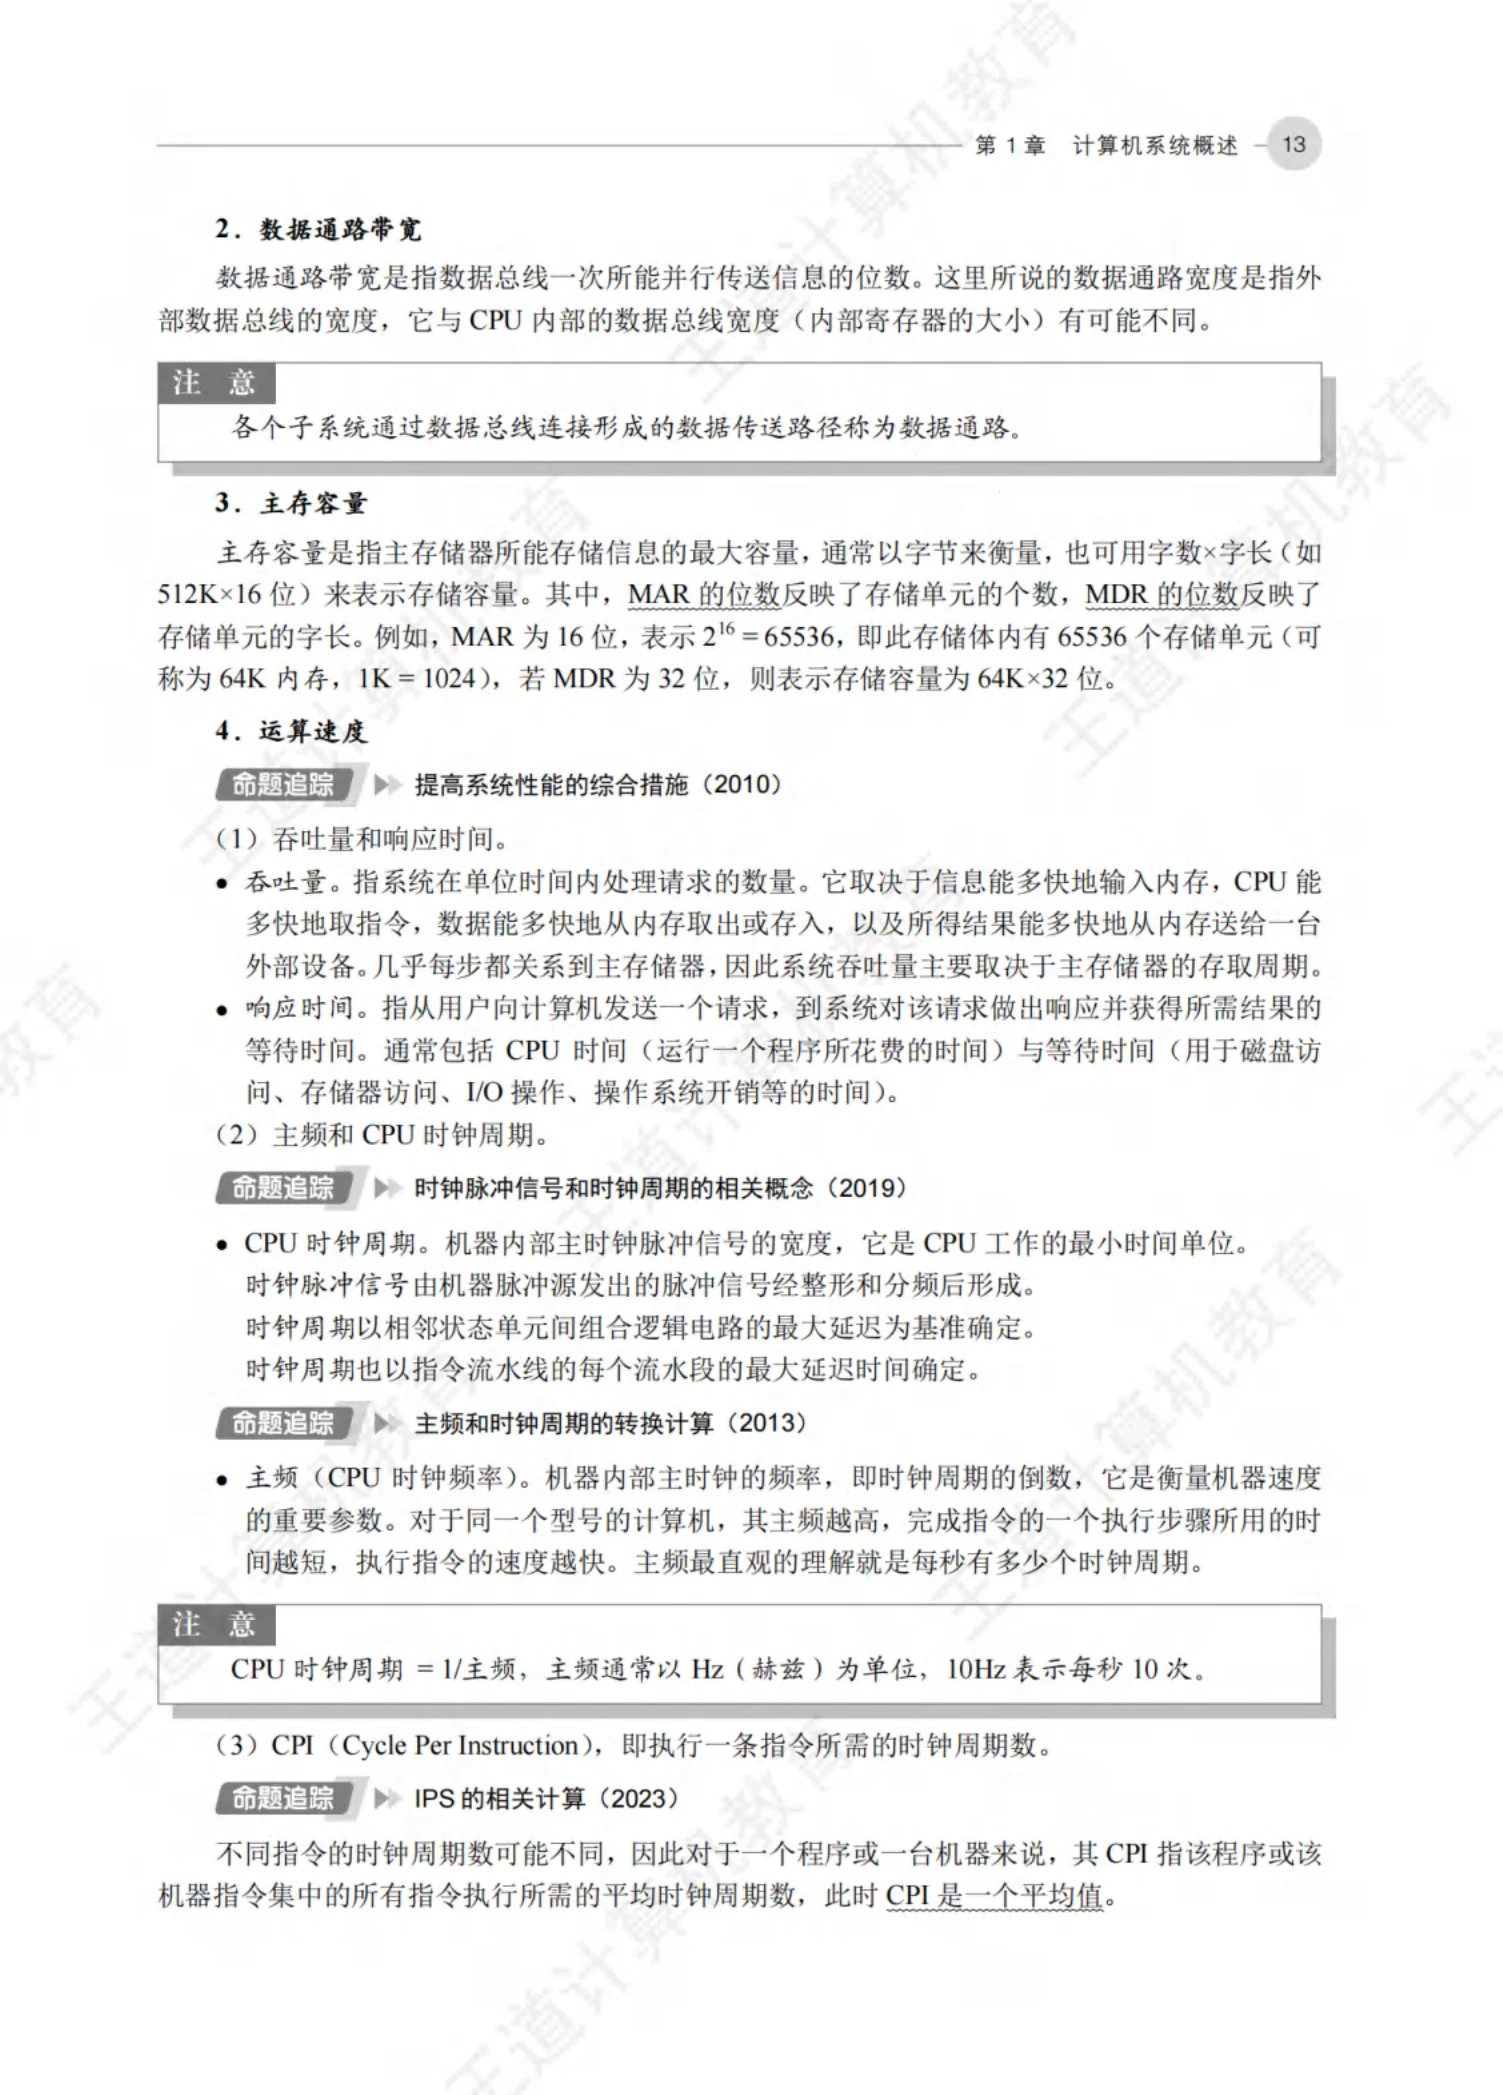 第 1 章 计算机系统概述 13
2．数据通路带宽
数据通路带宽是指数据总线一次所能并行传送信息的位数。这里所说的数据通路宽度是指外
部数据总线的宽度，它与 CPU 内部的数据总线宽度（内部寄存器的大小）有可能不同。
注 意
各个子系统通过数据总线连接形成的数据传送路径称为数据通路。
3．主存容量
主存容量是指主存储器所能存储信息的最大容量，通常以字节来衡量，也可用字数×字长（如
512K×16 位）来表示存储容量。其中，MAR 的位数反映了存储单元的个数，MDR 的位数反映了
存储单元的字长。例如，MAR 为 16 位，表示 2¹⁶ = 65536，即此存储体内有 65536 个存储单元（可
称为 64K 内存，1K = 1024），若 MDR 为 32 位，则表示存储容量为 64K×32 位。
4．运算速度
命题追踪 提高系统性能的综合措施（2010）
（1）吞吐量和响应时间。
● 吞吐量。指系统在单位时间内处理请求的数量。它取决于信息能多快地输入内存，CPU 能
多快地取指令，数据能多快地从内存取出或存入，以及所得结果能多快地从内存送给一台
外部设备。几乎每步都关系到主存储器，因此系统吞吐量主要取决于主存储器的存取周期。
● 响应时间。指从用户向计算机发送一个请求，到系统对该请求做出响应并获得所需结果的
等待时间。通常包括 CPU 时间（运行一个程序所花费的时间）与等待时间（用于磁盘访
问、存储器访问、I/O 操作、操作系统开销等的时间）。
（2）主频和 CPU 时钟周期。
命题追踪 时钟脉冲信号和时钟周期的相关概念（2019）
● CPU 时钟周期。机器内部主时钟脉冲信号的宽度，它是 CPU 工作的最小时间单位。
时钟脉冲信号由机器脉冲源发出的脉冲信号经整形和分频后形成。
时钟周期以相邻状态单元间组合逻辑电路的最大延迟为基准确定。
时钟周期也以指令流水线的每个流水段的最大延迟时间确定。
命题追踪 主频和时钟周期的转换计算（2013）
● 主频（CPU 时钟频率）。机器内部主时钟的频率，即时钟周期的倒数，它是衡量机器速度
的重要参数。对于同一个型号的计算机，其主频越高，完成指令的一个执行步骤所用的时
间越短，执行指令的速度越快。主频最直观的理解就是每秒有多少个时钟周期。
注 意
CPU 时钟周期 = 1/主频，主频通常以 Hz（赫兹）为单位，10Hz 表示每秒 10 次。
（3）CPI（Cycle Per Instruction），即执行一条指令所需的时钟周期数。
命题追踪 IPS 的相关计算（2023）
不同指令的时钟周期数可能不同，因此对于一个程序或一台机器来说，其 CPI 指该程序或该
机器指令集中的所有指令执行所需的平均时钟周期数，此时 CPI 是一个平均值。
王道计算机教育